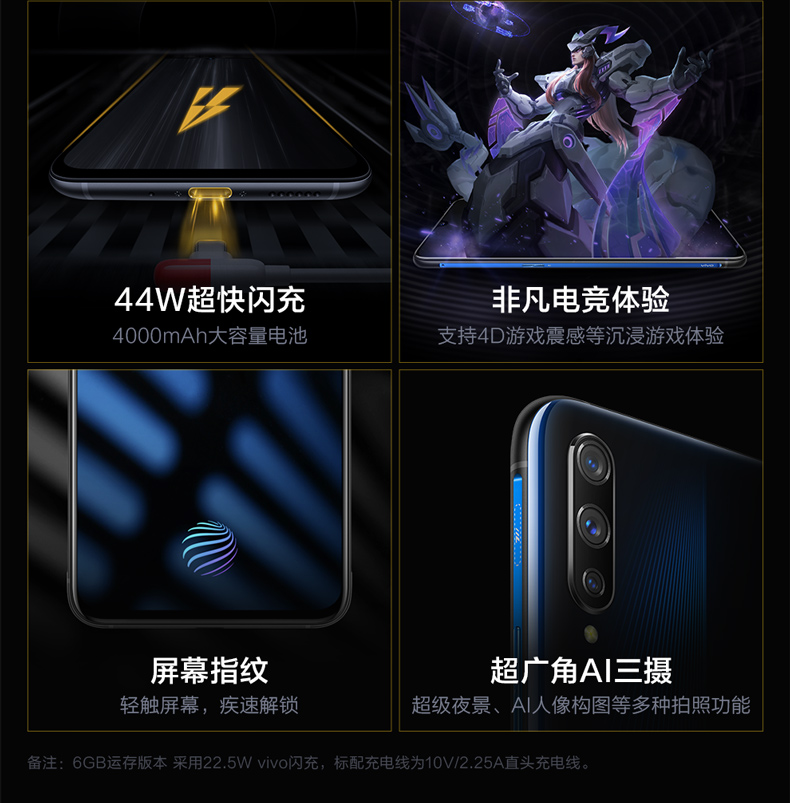 44W超快闪充
4000mAh大容量电池
非凡电竞体验
支持4D游戏震感等沉浸游戏体验
屏幕指纹
轻触屏幕，疾速解锁
超广角AI三摄
超级夜景、AI人像构图等多种拍照功能
备注：6GB运存版本 采用22.5W vivo闪充，标配充电线为10V/2.25A直头充电线。